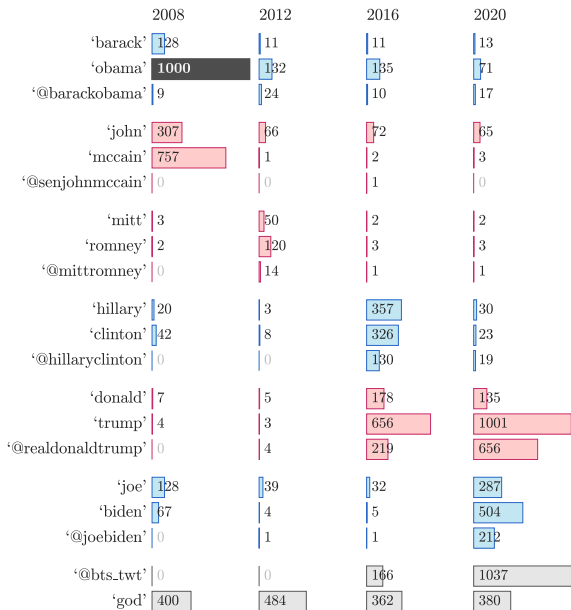 2008 2012 2016 2020
‘barack’ 128 11 11 13
‘obama’ 1000 132 135 71
‘@barackobama’ 9 24 10 17
‘john’ 307 66 72 65
‘mccain’ 757 1 2 3
‘@senjohnmccain’ 0 0 1 0
‘mitt’ 3 50 2 2
‘romney’ 2 120 3 3
‘@mittromney’ 0 14 1 1
‘hillary’ 20 3 357 30
‘clinton’ 42 8 326 23
‘@hillaryclinton’ 0 0 130 19
‘donald’ 7 5 178 135
‘trump’ 4 3 656 1001
‘@realdonaldtrump’ 0 4 219 656
‘joe’ 128 39 32 287
‘biden’ 67 4 5 504
‘@joebiden’ 0 1 1 212
‘@bts_twt’ 0 0 166 1037
‘god’ 400 484 362 380